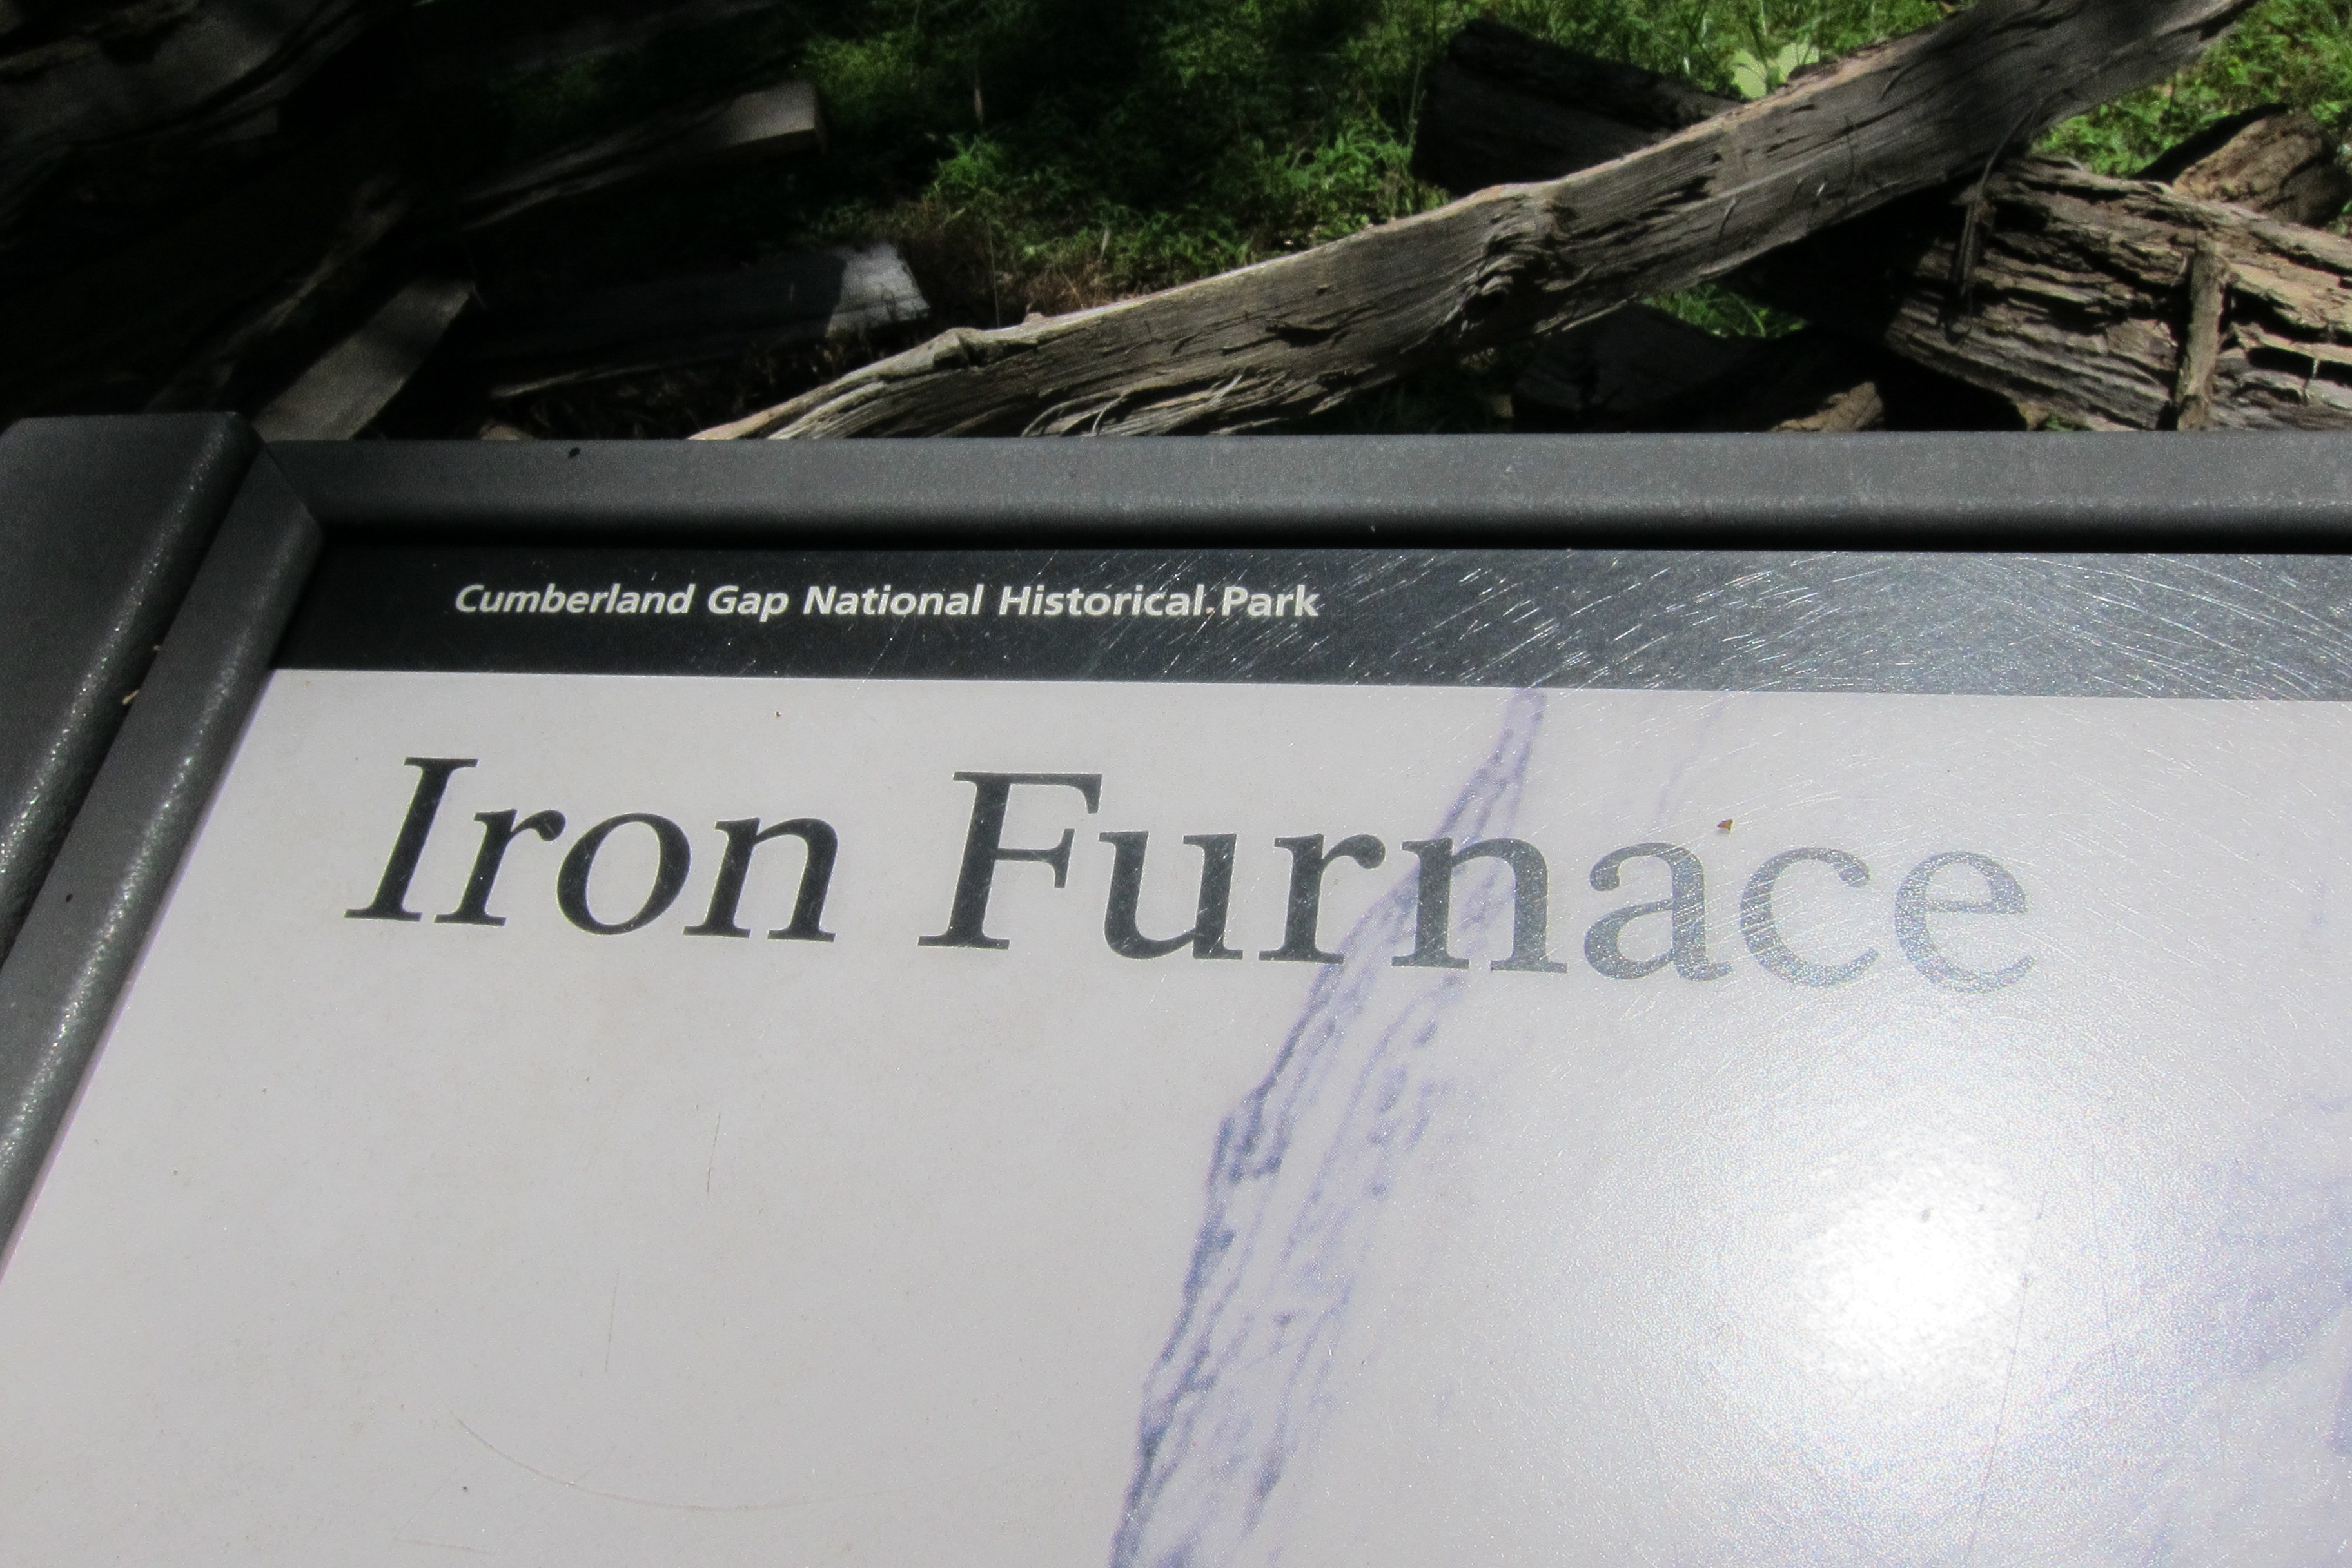 Cumberland Gap National Historical Park
Iron Furnace